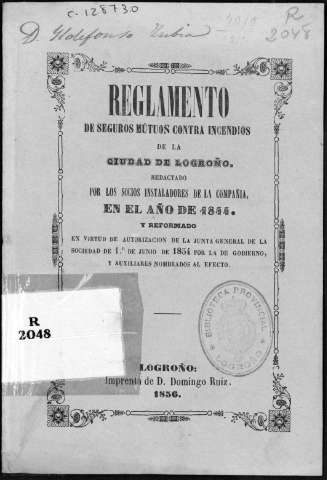 C-128730
R
2048
D. Ildefonso Zubia
REGLAMENTO
DE SEGUROS MÚTUOS CONTRA INCENDIOS
DE LA
CIUDAD DE LOGROÑO,
REDACTADO
POR LOS SOCIOS INSTALADORES DE LA COMPAÑIA,
EN EL AÑO DE 1844.
Y REFORMADO
EN VIRTUD DE AUTORIZACION DE LA JUNTA GENERAL DE LA
SOCIEDAD DE 1.º DE JUNIO DE 1854 POR LA DE GOBIERNO;
Y AUXILIARES NOMBRADOS AL EFECTO.
R
2048
BIBLIOTECA PROVINCIAL
LOGROÑO
LOGROÑO:
Imprenta de D. Domingo Ruiz.
1856.